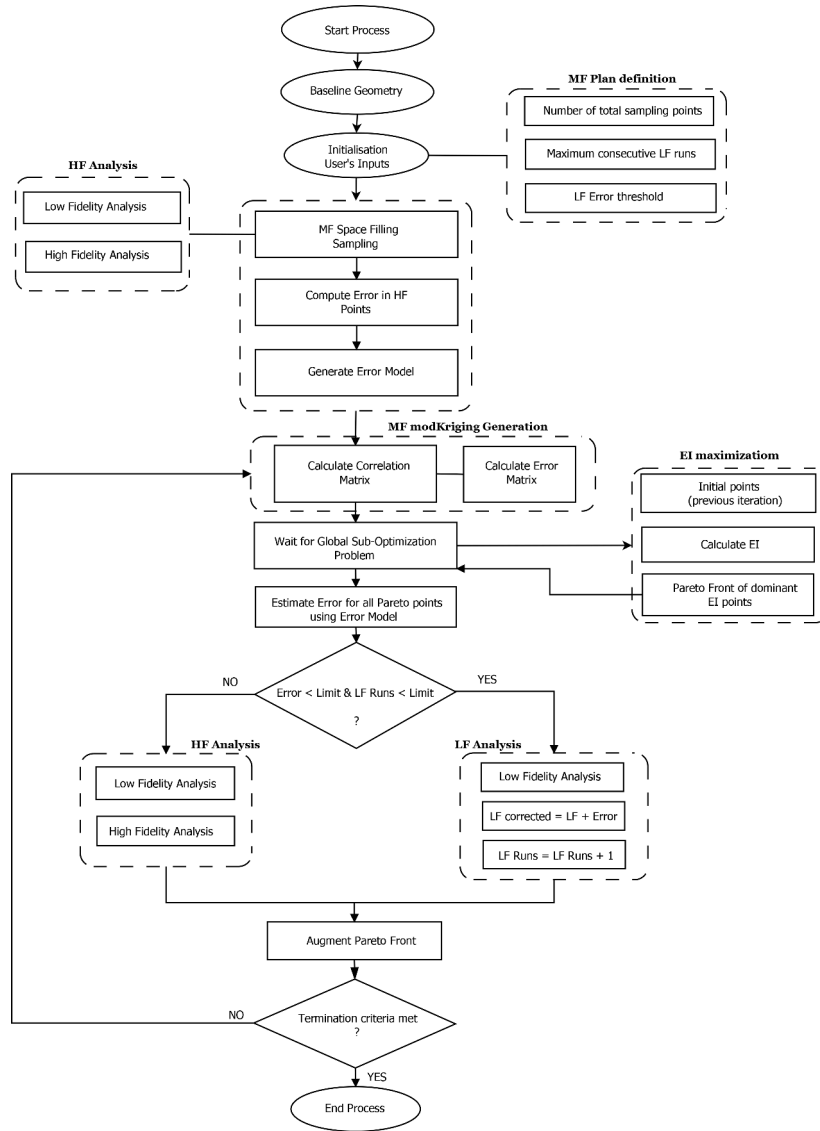 Start Process
Baseline Geometry
Initialisation
User's Inputs
MF Plan definition
Number of total sampling points
Maximum consecutive LF runs
LF Error threshold
HF Analysis
Low Fidelity Analysis
High Fidelity Analysis
MF Space Filling
Sampling
Compute Error in HF
Points
Generate Error Model
MF modKriging Generation
Calculate Correlation
Matrix
Calculate Error
Matrix
EI maximizatiom
Initial points
(previous iteration)
Calculate EI
Pareto Front of dominant
EI points
Wait for Global Sub-Optimization
Problem
Estimate Error for all Pareto points
using Error Model
Error < Limit & LF Runs < Limit
?
NO
YES
HF Analysis
Low Fidelity Analysis
High Fidelity Analysis
LF Analysis
Low Fidelity Analysis
LF corrected = LF + Error
LF Runs = LF Runs + 1
Augment Pareto Front
Termination criteria met
?
NO
YES
End Process